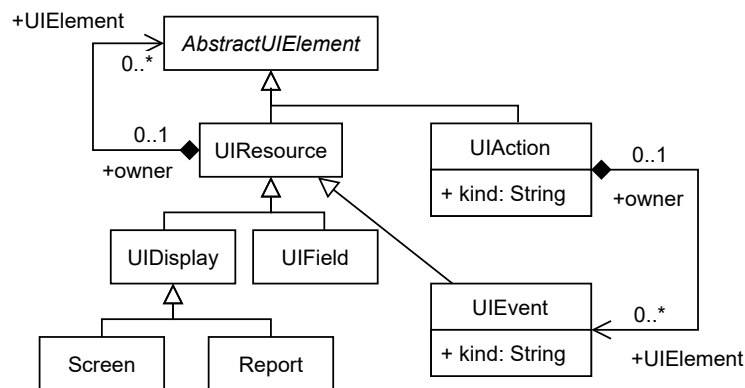 +UIElement
AbstractUIElement
0..*
0..1
+owner
UIResource
UIAction
+ kind: String
0..1
+owner
UIDisplay
UIField
UIEvent
+ kind: String
0..*
+UIElement
Screen
Report